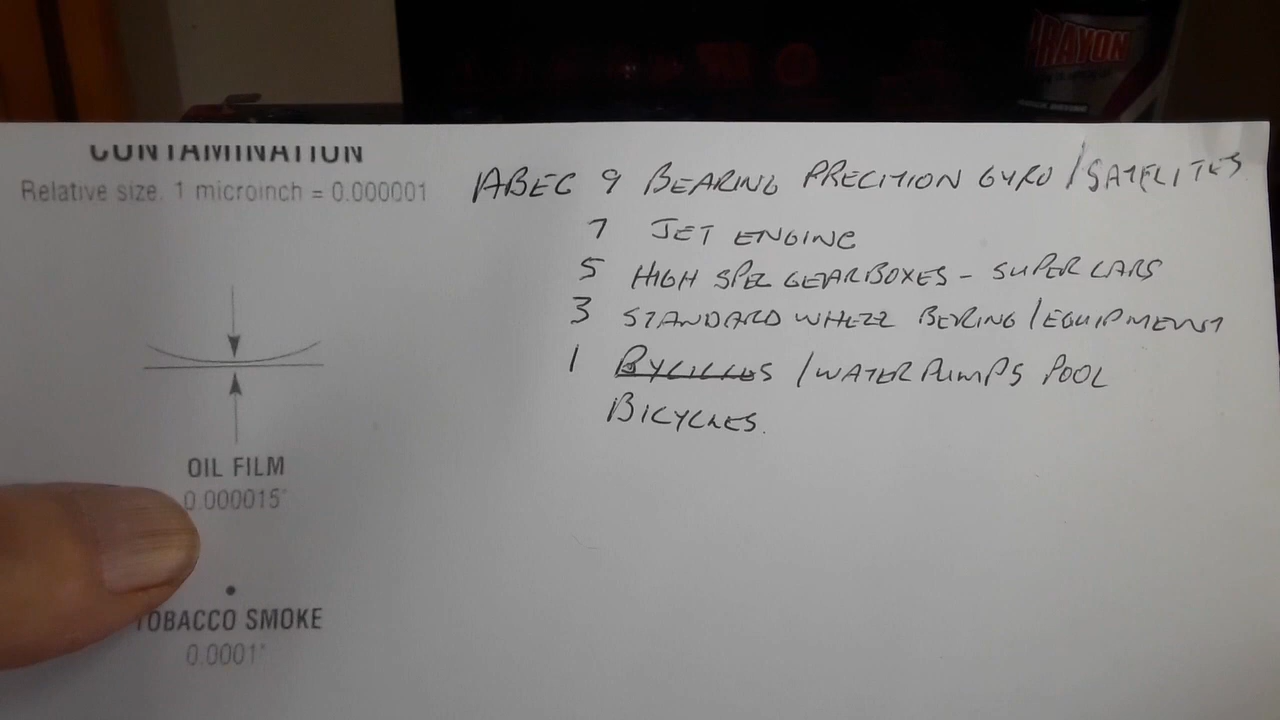 CONTAMINATION
Relative size, 1 microinch = 0.000001
OIL FILM
0.000015"
TOBACCO SMOKE
0.0001"
ABEC 9 BEARING PRECITION GYRO / SATELITES
7 JET ENGINE
5 HIGH SPEC GEARBOXES - SUPER CARS
3 STANDARD WHEEL BERING / EQUIPMENT
1 BYCICLES / WATER PUMPS POOL
BICYCLES.